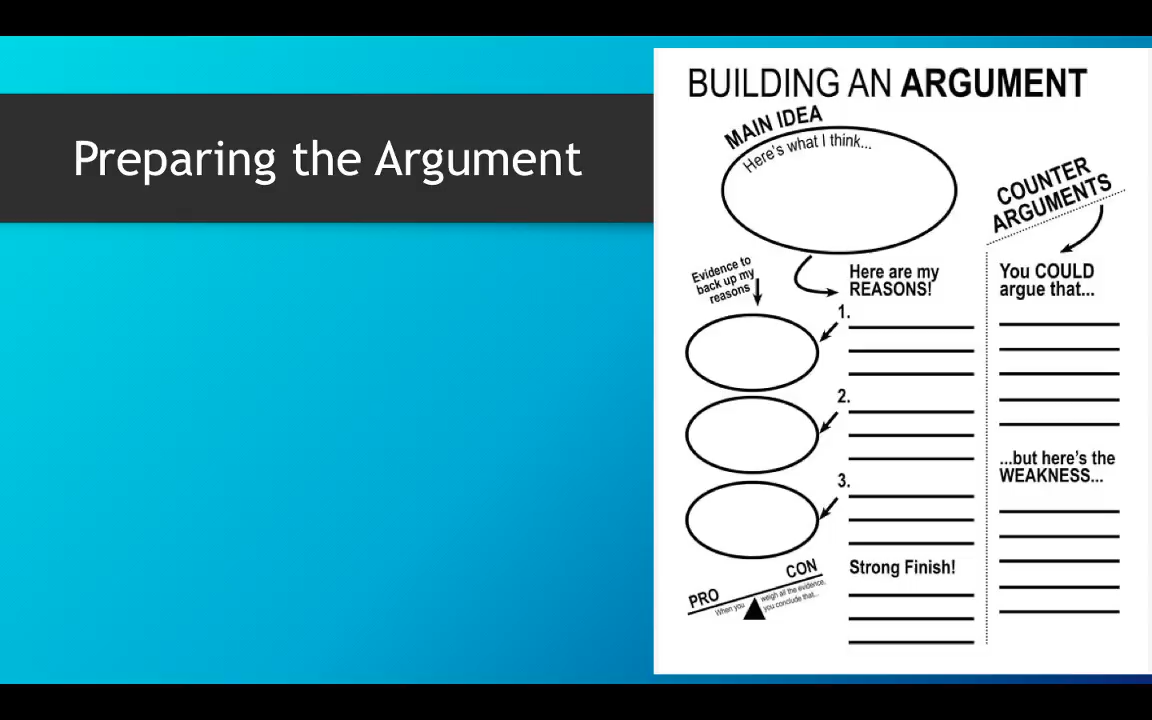 Preparing the Argument
BUILDING AN ARGUMENT
MAIN IDEA
Here's what I think...
COUNTER
ARGUMENTS
Evidence to
back up my
reasons
Here are my
REASONS!
1.
2.
3.
Strong Finish!
You COULD
argue that...
...but here's the
WEAKNESS...
PRO
CON
When you
weigh all the evidence,
you conclude that...